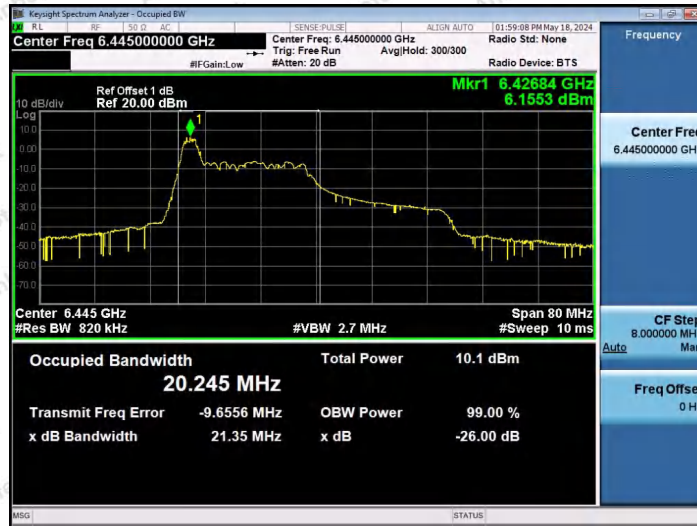 Keysight Spectrum Analyzer - Occupied BW
RL RF 50 Ω AC SENSE:PULSE ALIGN AUTO 01:59:08 PM May 18, 2024
Center Freq 6.445000000 GHz Center Freq: 6.445000000 GHz Radio Std: None
Trig: Free Run Avg|Hold: 300/300
#IFGain:Low #Atten: 20 dB Radio Device: BTS
Frequency
Mkr1 6.42684 GHz
6.1553 dBm
Ref Offset 1 dB
10 dB/div Ref 20.00 dBm
Log
1
10.0
0.00
-10.0
-20.0
-30.0
-40.0
-50.0
-60.0
-70.0
Center Freq
6.445000000 GH
Center 6.445 GHz Span 80 MHz
#Res BW 820 kHz #VBW 2.7 MHz #Sweep 10 ms
CF Step
8.000000 MH
Auto Ma
Occupied Bandwidth Total Power 10.1 dBm
20.245 MHz
Transmit Freq Error -9.6556 MHz OBW Power 99.00 %
x dB Bandwidth 21.35 MHz x dB -26.00 dB
Freq Offse
0 H
MSG STATUS